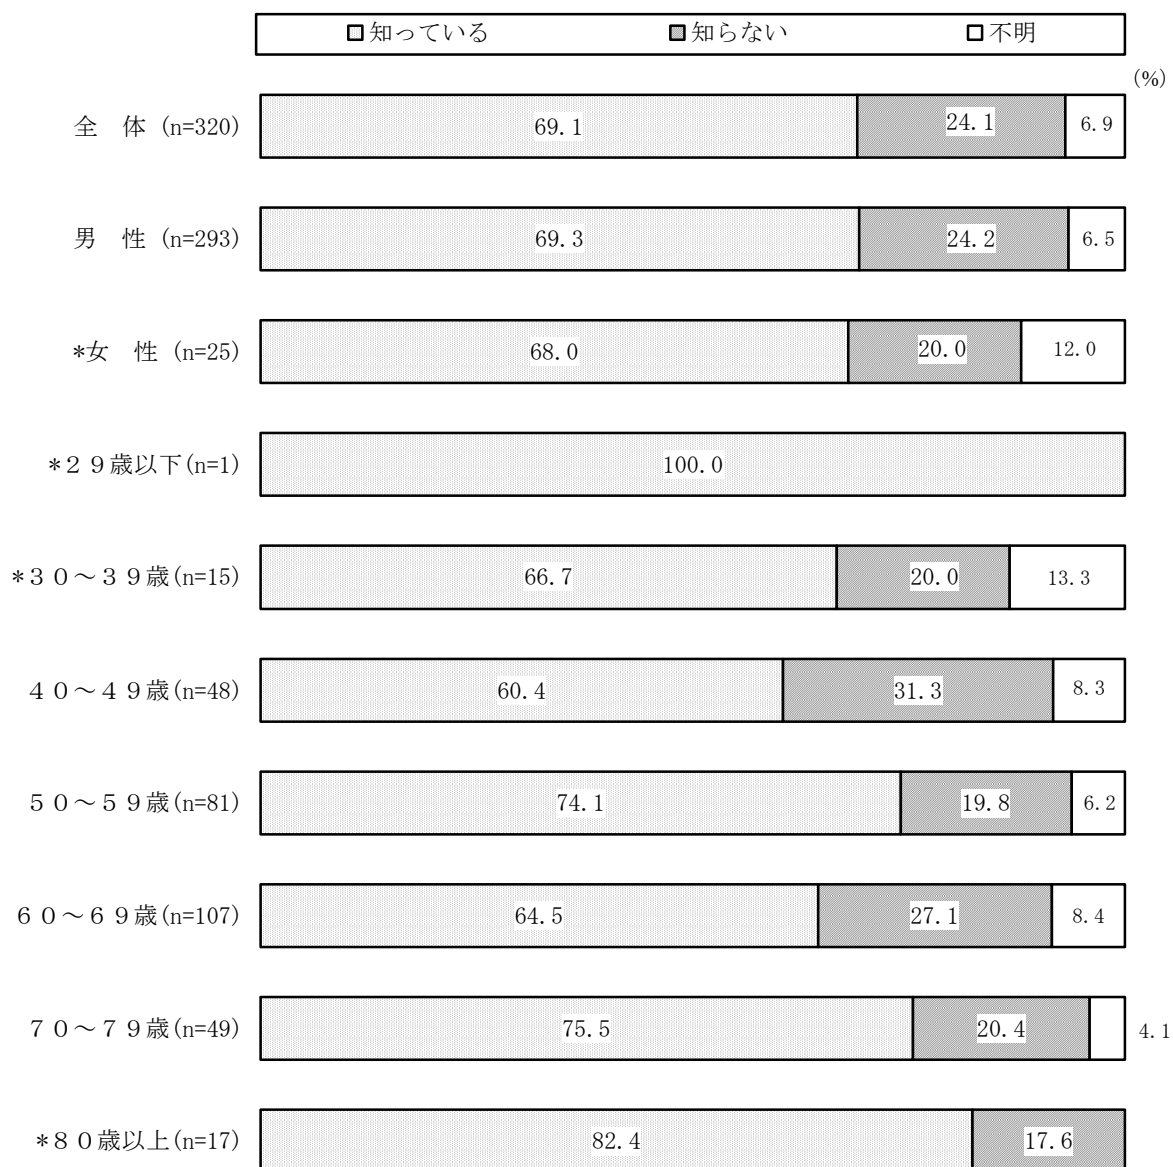 知っている 知らない 不明
(%)
全　体 (n=320) 69.1 24.1 6.9
男　性 (n=293) 69.3 24.2 6.5
*女　性 (n=25) 68.0 20.0 12.0
*２９歳以下(n=1) 100.0
*３０～３９歳(n=15) 66.7 20.0 13.3
４０～４９歳(n=48) 60.4 31.3 8.3
５０～５９歳(n=81) 74.1 19.8 6.2
６０～６９歳(n=107) 64.5 27.1 8.4
７０～７９歳(n=49) 75.5 20.4 4.1
*８０歳以上(n=17) 82.4 17.6